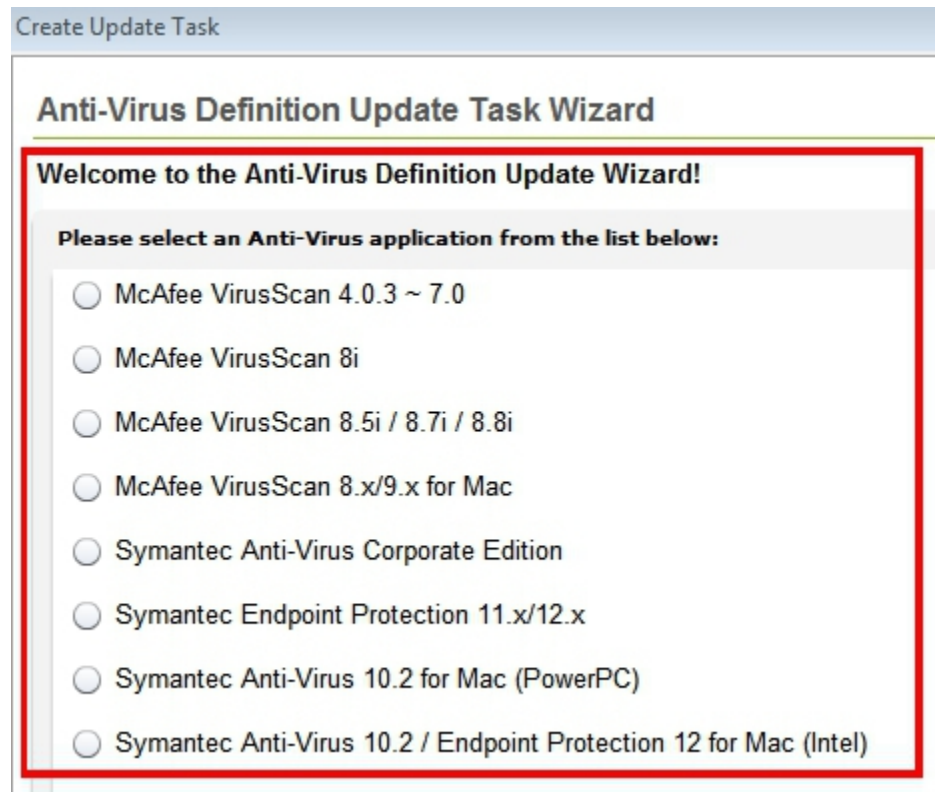 Create Update Task
Anti-Virus Definition Update Task Wizard
Welcome to the Anti-Virus Definition Update Wizard!
Please select an Anti-Virus application from the list below:
McAfee VirusScan 4.0.3 ~ 7.0
McAfee VirusScan 8i
McAfee VirusScan 8.5i / 8.7i / 8.8i
McAfee VirusScan 8.x/9.x for Mac
Symantec Anti-Virus Corporate Edition
Symantec Endpoint Protection 11.x/12.x
Symantec Anti-Virus 10.2 for Mac (PowerPC)
Symantec Anti-Virus 10.2 / Endpoint Protection 12 for Mac (Intel)